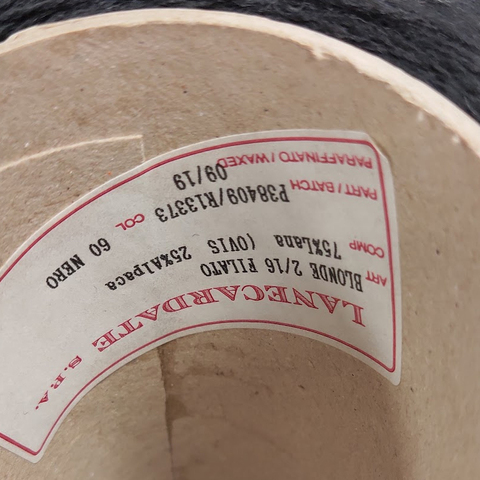 LANECARDATE S.P.A.
ART BLONDE 2/16 FILATO
COMP 75%Lana (OVIS 25%Alpaca
PART / BATCH P38409/R13373 COL 60 NERO
PARAFFINATO / WAXED 09/19